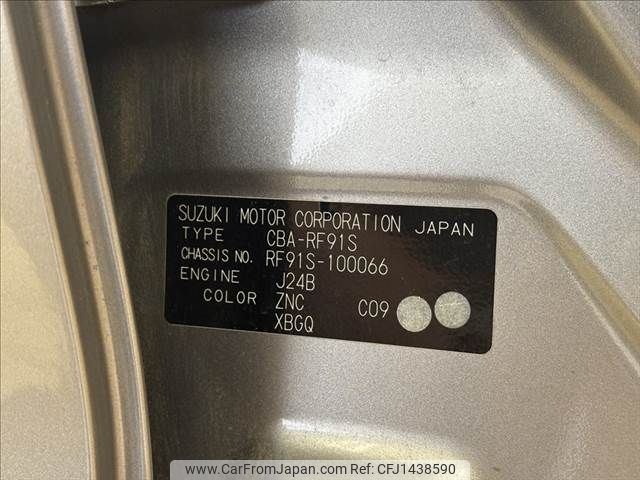 SUZUKI MOTOR CORPORATION JAPAN
TYPE CBA-RF91S
CHASSIS NO. RF91S-100066
ENGINE J24B
COLOR ZNC C09
XBGQ
www.CarFromJapan.com CFJ1438590